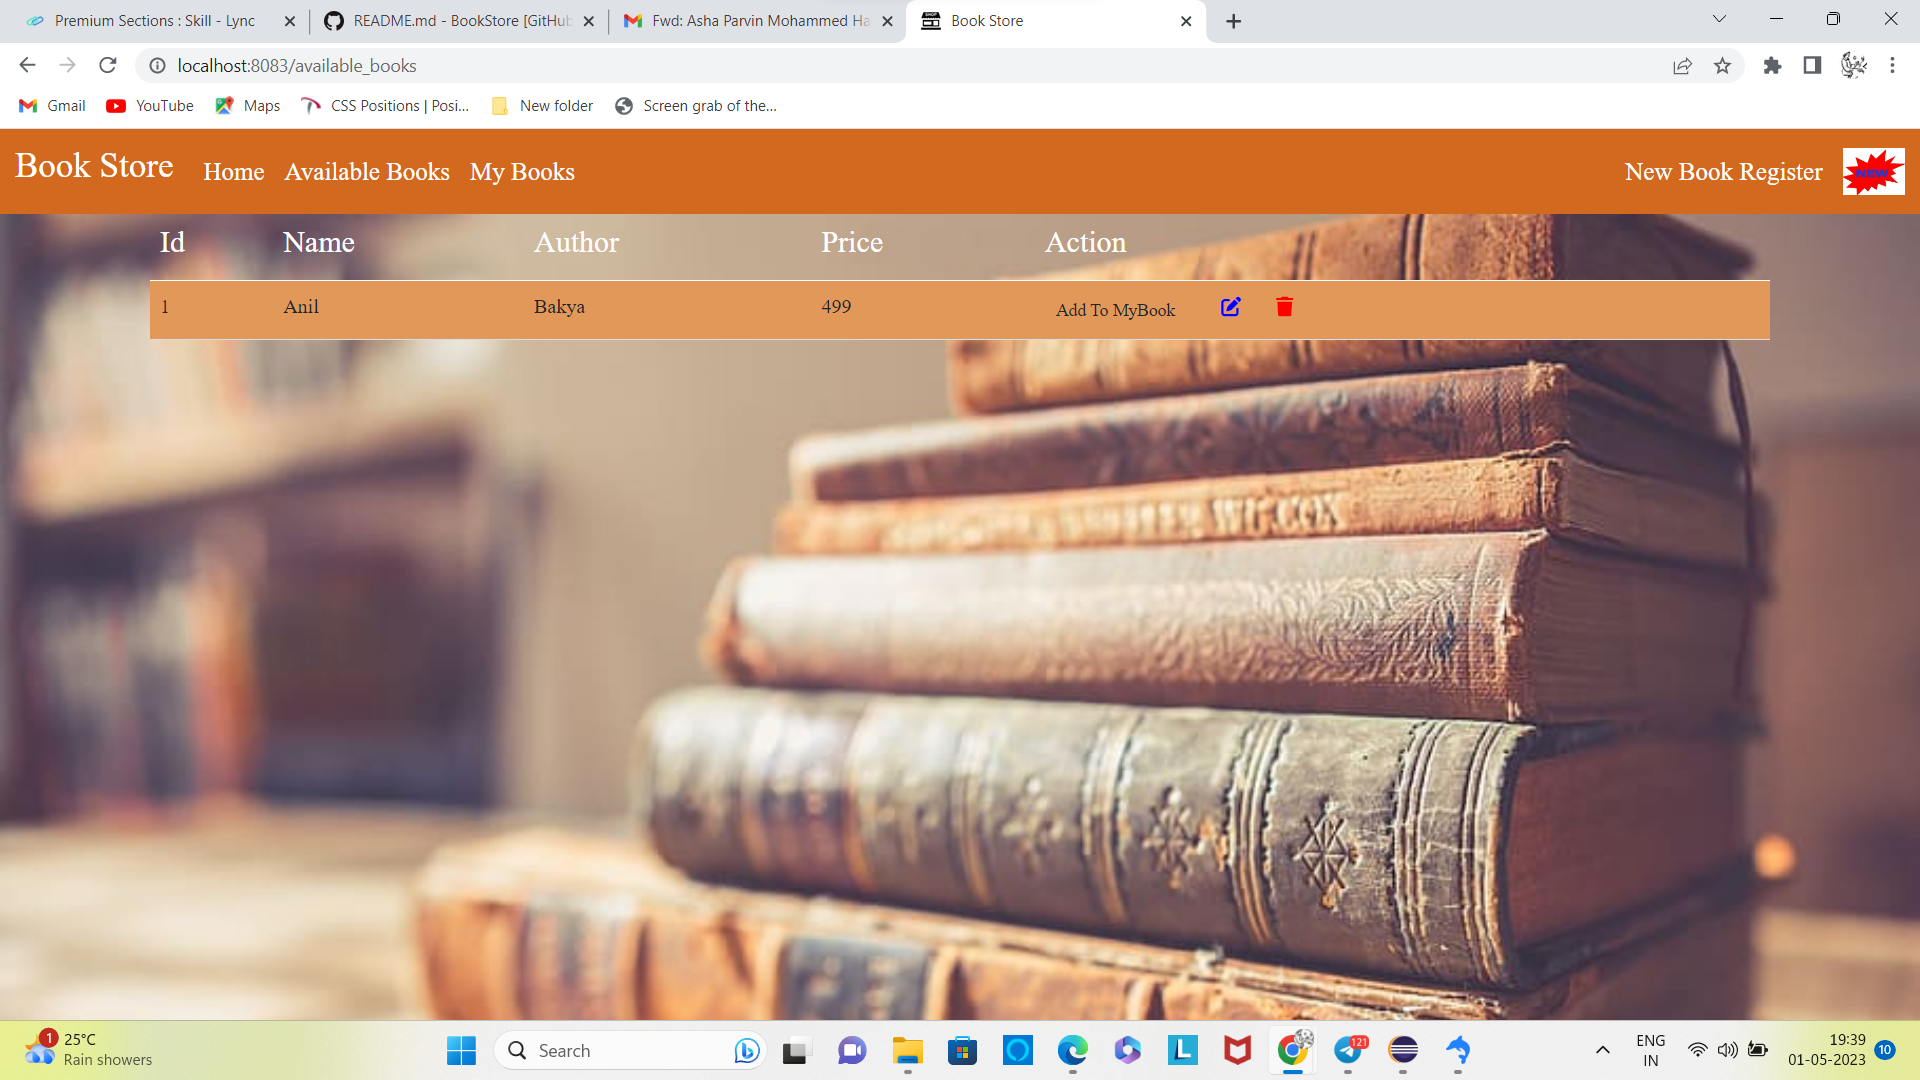 Premium Sections : Skill - Lync
README.md - BookStore [GitHub
Fwd: Asha Parvin Mohammed Ha
Book Store
localhost:8083/available_books
Gmail
YouTube
Maps
CSS Positions | Posi...
New folder
Screen grab of the...
Book Store
Home
Available Books
My Books
New Book Register
NEW
Id Name Author Price Action
1 Anil Bakya 499 Add To MyBook
WILCOX
1
25°C
Rain showers
Search
L
121
ENG
IN
19:39
01-05-2023
10